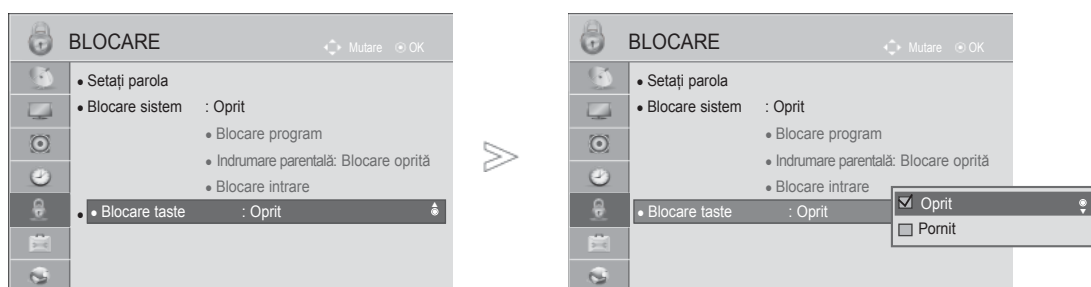 BLOCARE
Mutare
OK
• Setați parola
• Blocare sistem : Oprit
• Blocare program
• Indrumare parentală: Blocare oprită
• Blocare intrare
• • Blocare taste : Oprit
BLOCARE
Mutare
OK
• Setați parola
• Blocare sistem : Oprit
• Blocare program
• Indrumare parentală: Blocare oprită
• Blocare intrare
• Blocare taste : Oprit
Oprit
Pornit